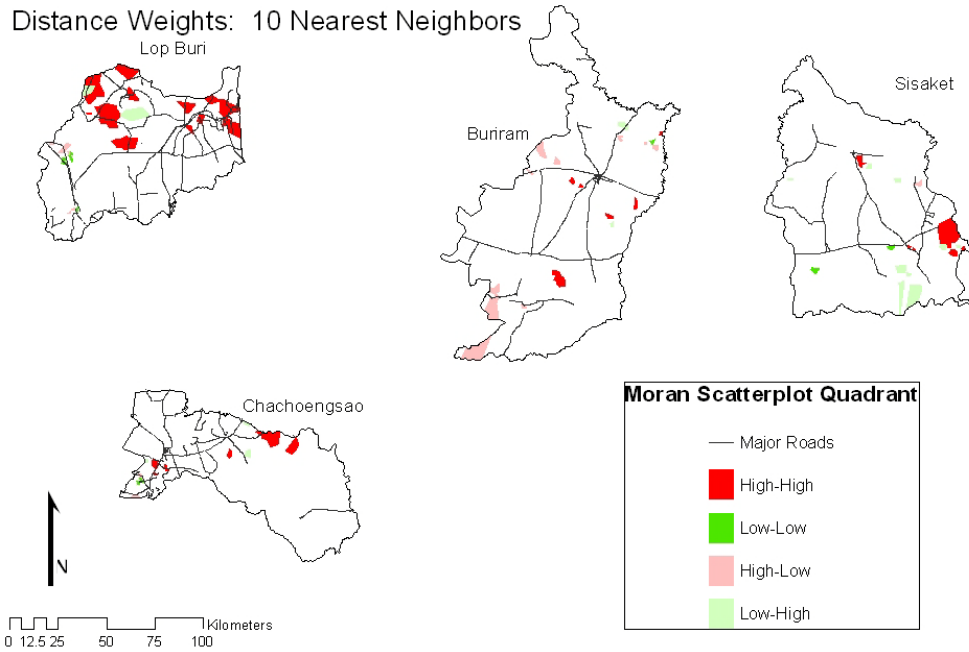 Distance Weights: 10 Nearest Neighbors
Lop Buri
Buriram
Sisaket
Chachoengsao
Moran Scatterplot Quadrant
Major Roads
High-High
Low-Low
High-Low
Low-High
N
Kilometers
0 12.5 25 50 75 100